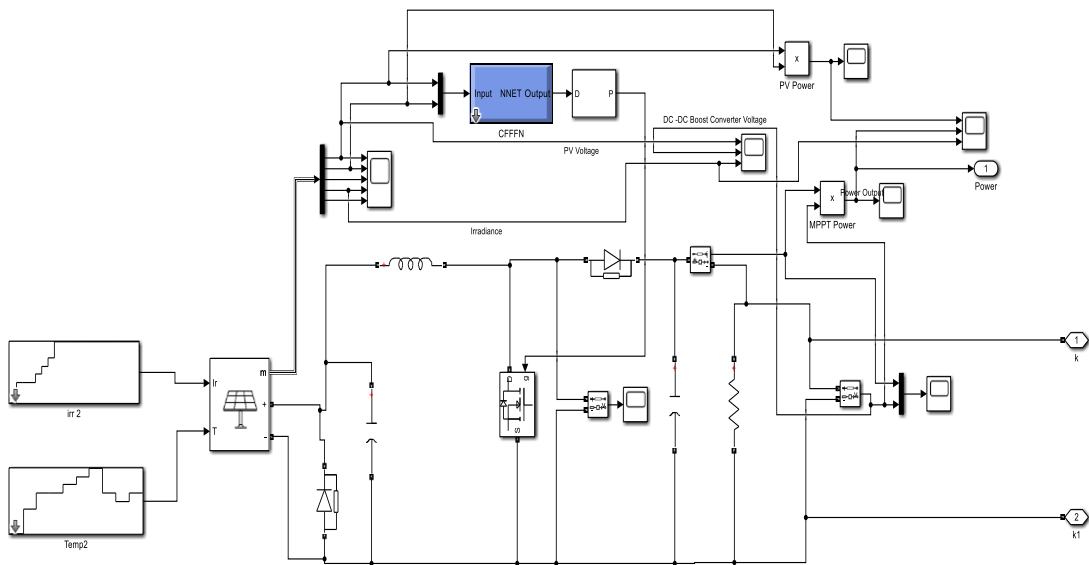 PV Power
Input NNET Output
D P
CFFFN
DC -DC Boost Converter Voltage
PV Voltage
1
Power
Power Output
MPPT Power
Irradiance
1
k
m
Ir
+
T
-
irr 2
g
D
S
2
k1
Temp2
x
x